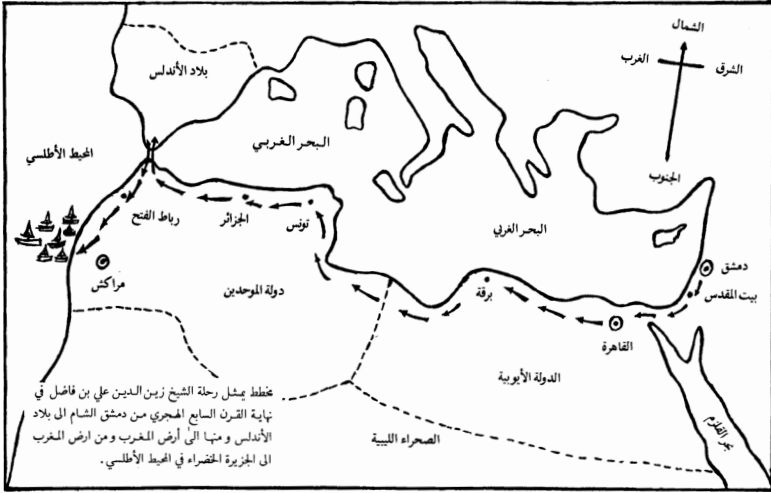 الشمال
الغرب
الشرق
الجنوب
بلاد الأندلس
المحيط الأطلسي
البحر الغربي
البحر الغربي
رباط الفتح
الجزائر
تونس
مراكش
دولة الموحدين
برقة
دمشق
بيت المقدس
القاهرة
الدولة الأيوبية
الصحراء الليبية
بحر القلزم
مخطط يمثل رحلة الشيخ زين الدين علي بن فاضل في
نهاية القرن السابع الهجري من دمشق الشام الى بلاد
الأندلس ومنها الى أرض المغرب ومن ارض المغرب
الى الجزيرة الخضراء في المحيط الأطلسي.